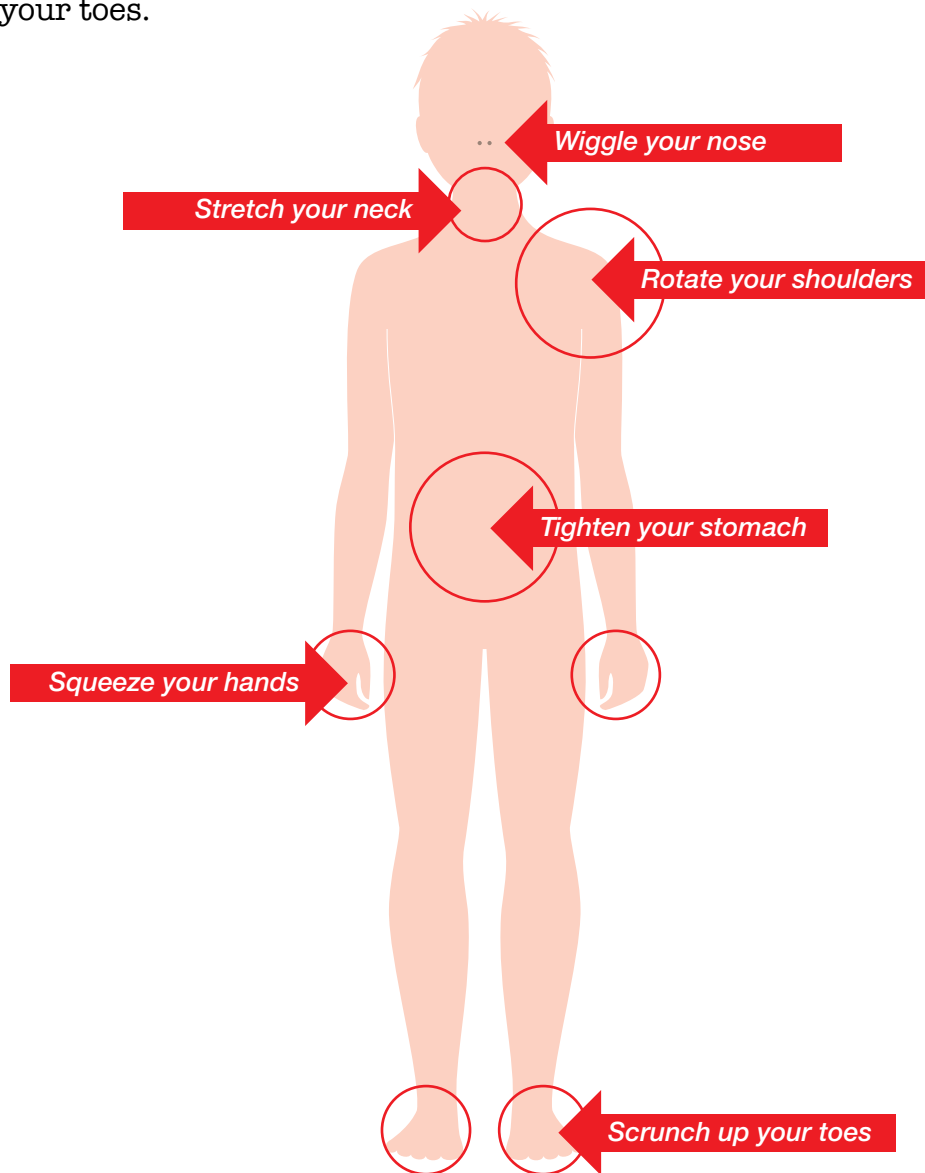 your toes.
Wiggle your nose
Stretch your neck
Rotate your shoulders
Tighten your stomach
Squeeze your hands
Scrunch up your toes